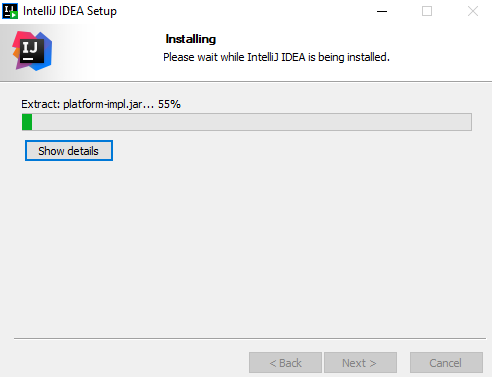 IntelliJ IDEA Setup
IJ
Installing
Please wait while IntelliJ IDEA is being installed.
Extract: platform-impl.jar... 55%
Show details
< Back
Next >
Cancel